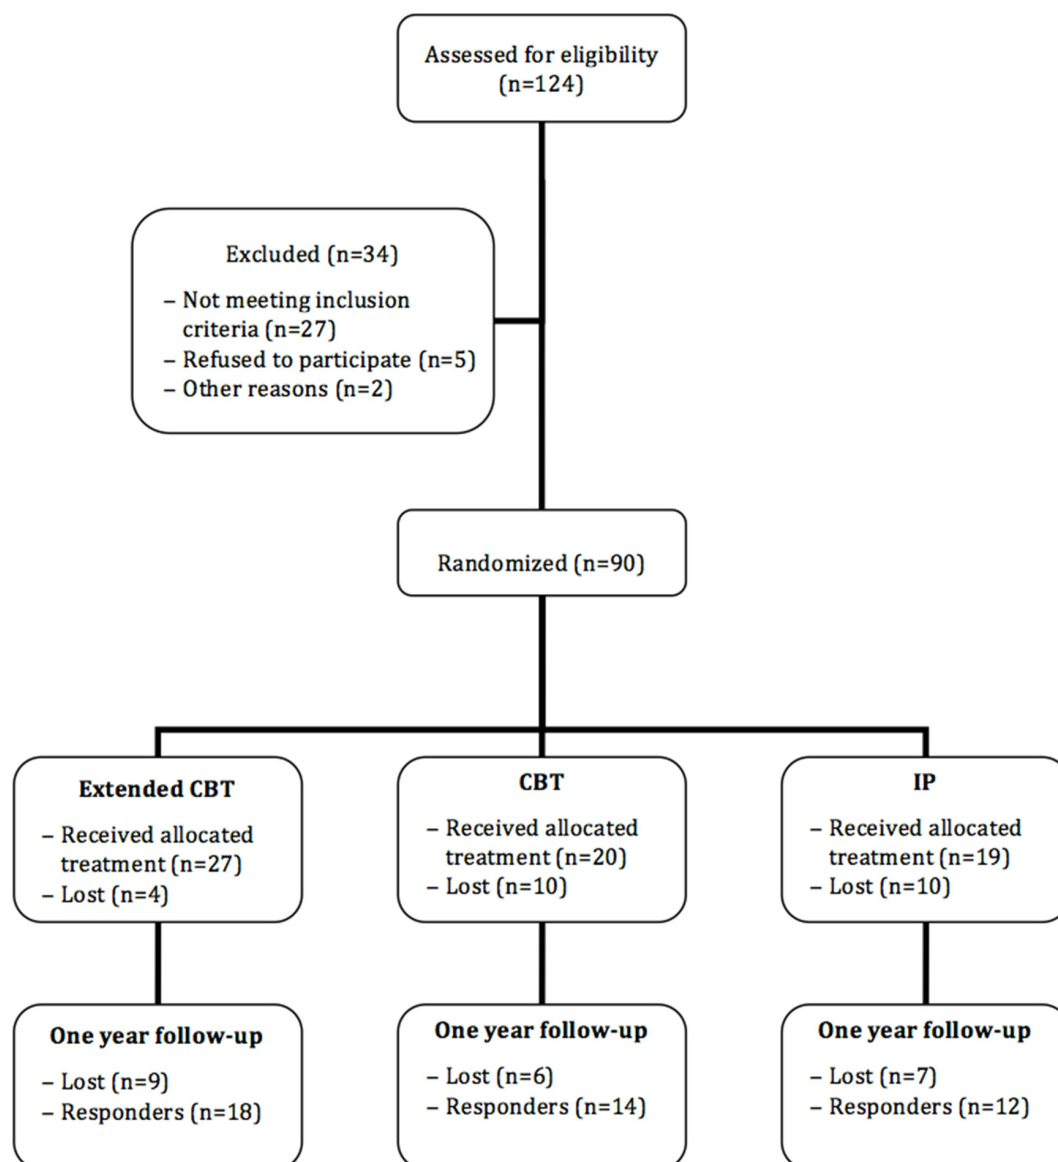 Assessed for eligibility
(n=124)
Excluded (n=34)
– Not meeting inclusion
criteria (n=27)
– Refused to participate (n=5)
– Other reasons (n=2)
Randomized (n=90)
Extended CBT
– Received allocated
treatment (n=27)
– Lost (n=4)
CBT
– Received allocated
treatment (n=20)
– Lost (n=10)
IP
– Received allocated
treatment (n=19)
– Lost (n=10)
One year follow-up
– Lost (n=9)
– Responders (n=18)
One year follow-up
– Lost (n=6)
– Responders (n=14)
One year follow-up
– Lost (n=7)
– Responders (n=12)